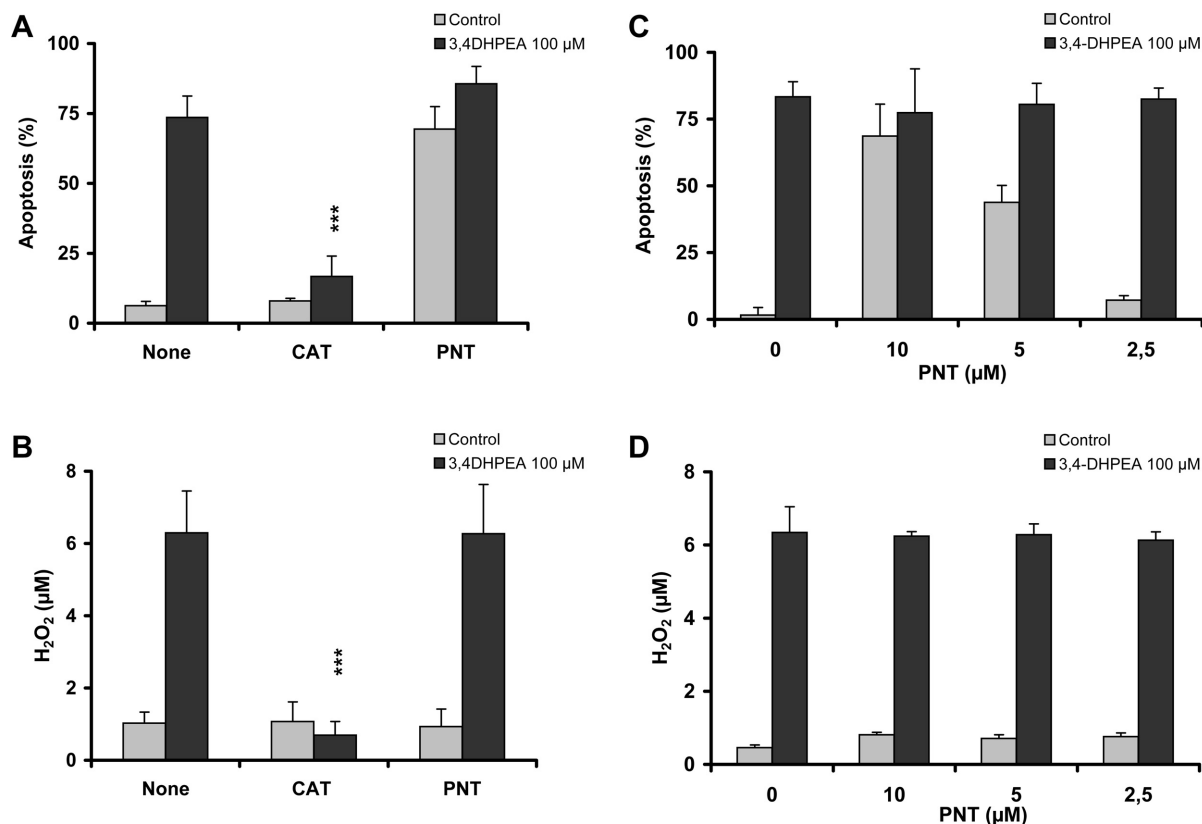 A
Control
3,4DHPEA 100 µM
Apoptosis (%)
100
75
50
25
0
***
None CAT PNT
B
Control
3,4DHPEA 100 µM
H₂O₂ (µM)
8
6
4
2
0
***
None CAT PNT
C
Control
3,4-DHPEA 100 µM
Apoptosis (%)
100
75
50
25
0
0 10 5 2,5
PNT (µM)
D
Control
3,4-DHPEA 100 µM
H₂O₂ (µM)
8
6
4
2
0
0 10 5 2,5
PNT (µM)